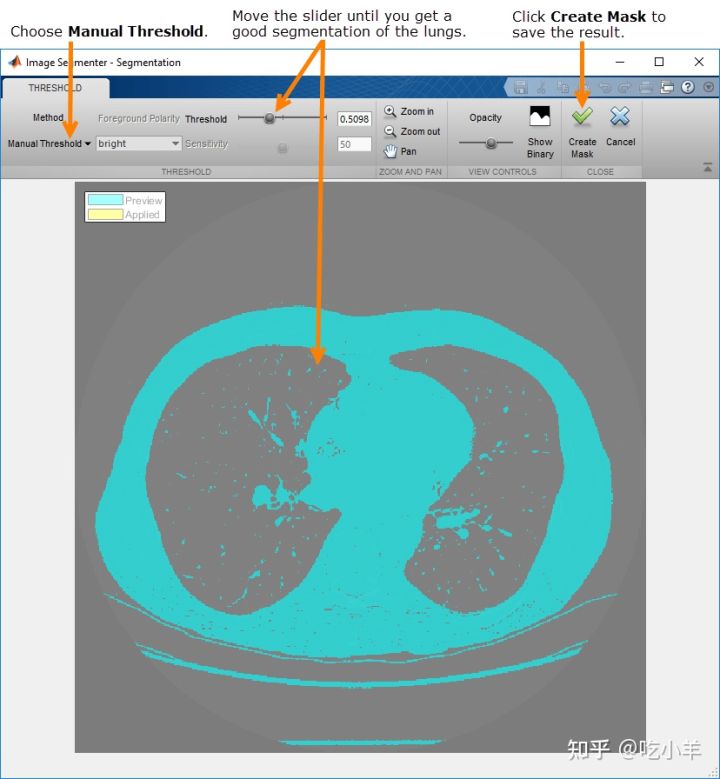 Choose Manual Threshold.
Move the slider until you get a
good segmentation of the lungs.
Click Create Mask to
save the result.
Image Segmenter - Segmentation
THRESHOLD
Method
Foreground Polarity
Threshold
0.5098
Manual Threshold
bright
Sensitivity
50
THRESHOLD
Zoom in
Zoom out
Pan
ZOOM AND PAN
Opacity
Show
Binary
VIEW CONTROLS
Create
Mask
Cancel
CLOSE
Preview
Applied
知乎 @吃小羊